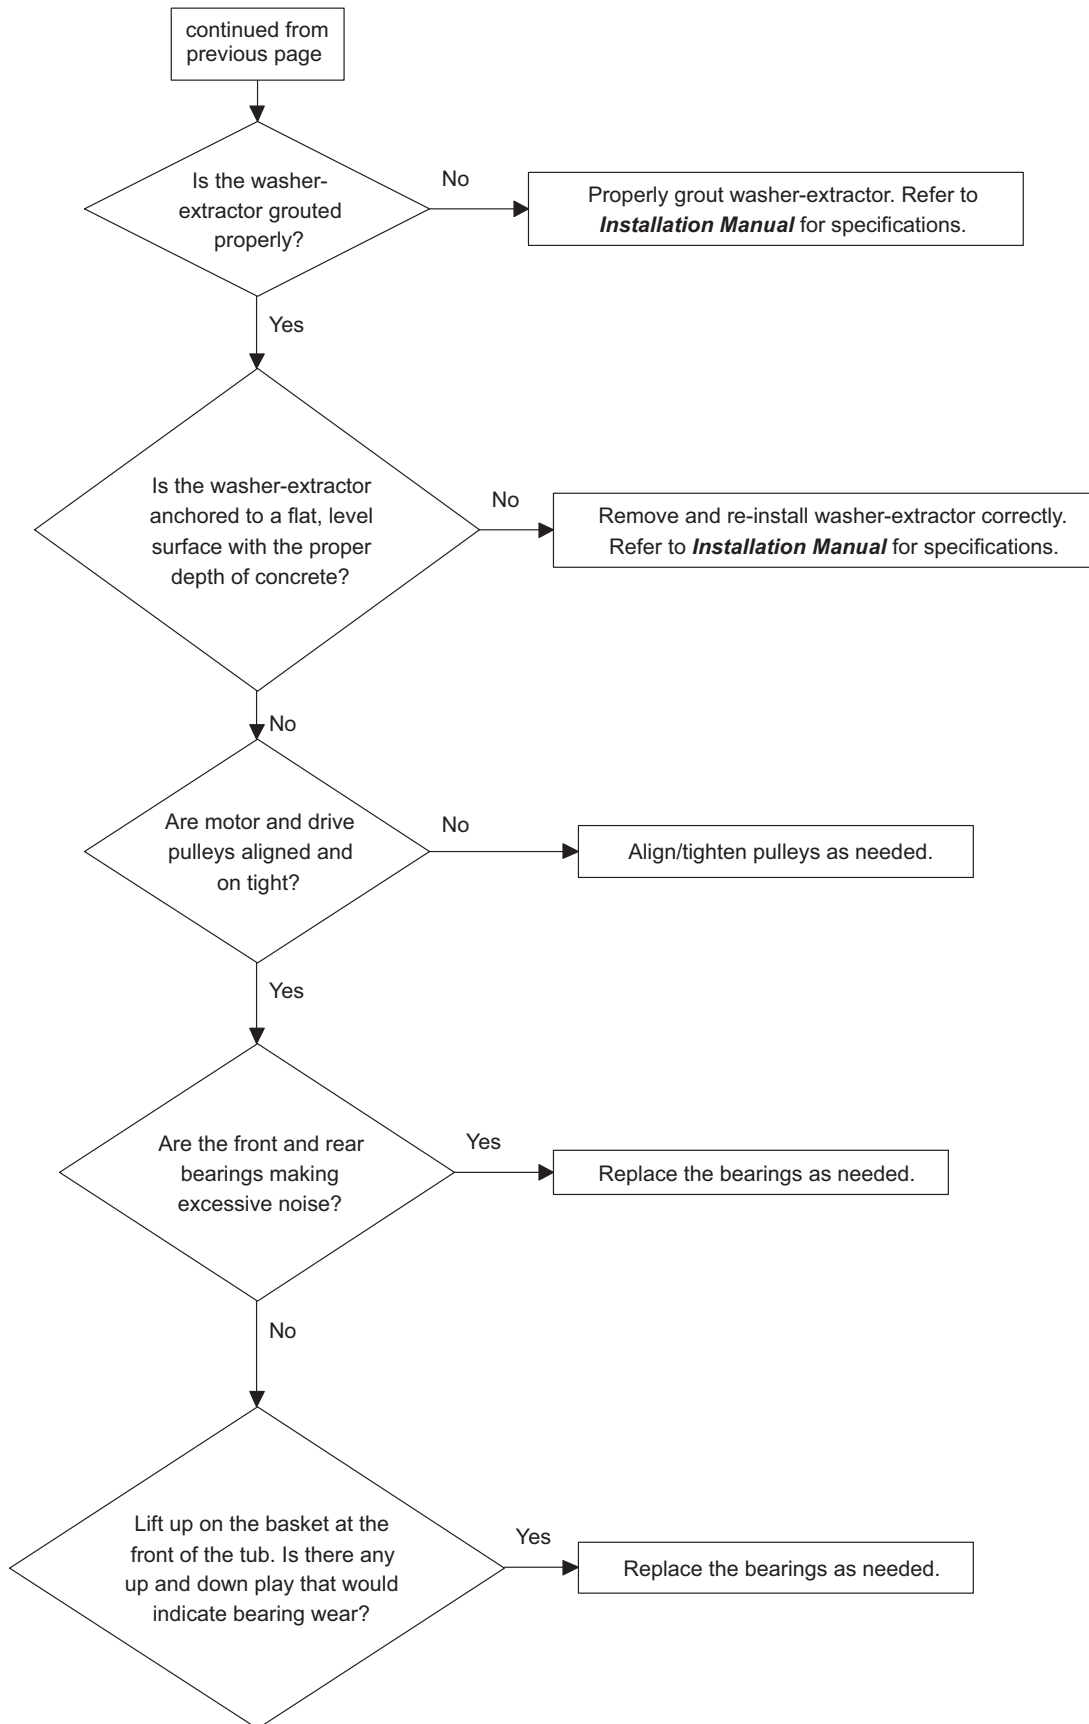 continued from
previous page
Is the washer-
extractor grouted
properly?
No
Properly grout washer-extractor. Refer to
Installation Manual for specifications.
Yes
Is the washer-extractor
anchored to a flat, level
surface with the proper
depth of concrete?
No
Remove and re-install washer-extractor correctly.
Refer to Installation Manual for specifications.
No
Are motor and drive
pulleys aligned and
on tight?
No
Align/tighten pulleys as needed.
Yes
Are the front and rear
bearings making
excessive noise?
Yes
Replace the bearings as needed.
No
Lift up on the basket at the
front of the tub. Is there any
up and down play that would
indicate bearing wear?
Yes
Replace the bearings as needed.